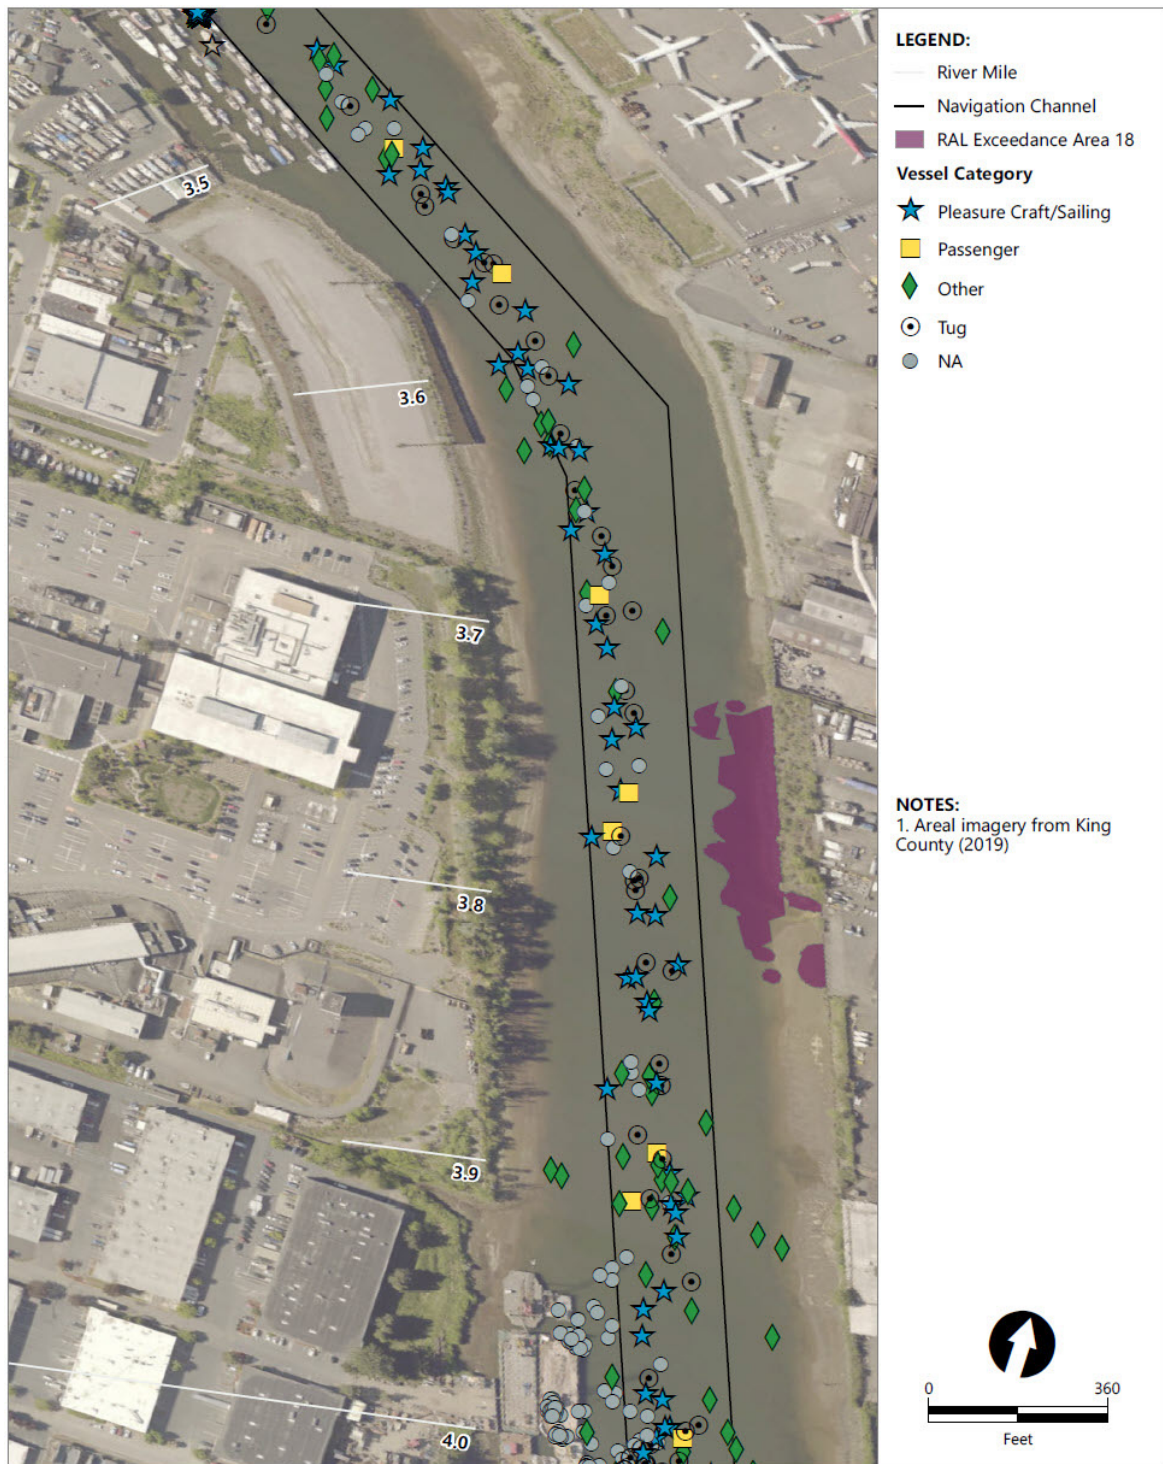 LEGEND:
River Mile
Navigation Channel
RAL Exceedance Area 18
Vessel Category
Pleasure Craft/Sailing
Passenger
Other
Tug
NA
3.5
3.6
3.7
3.8
3.9
4.0
NOTES:
1. Areal imagery from King
County (2019)
0 360
Feet